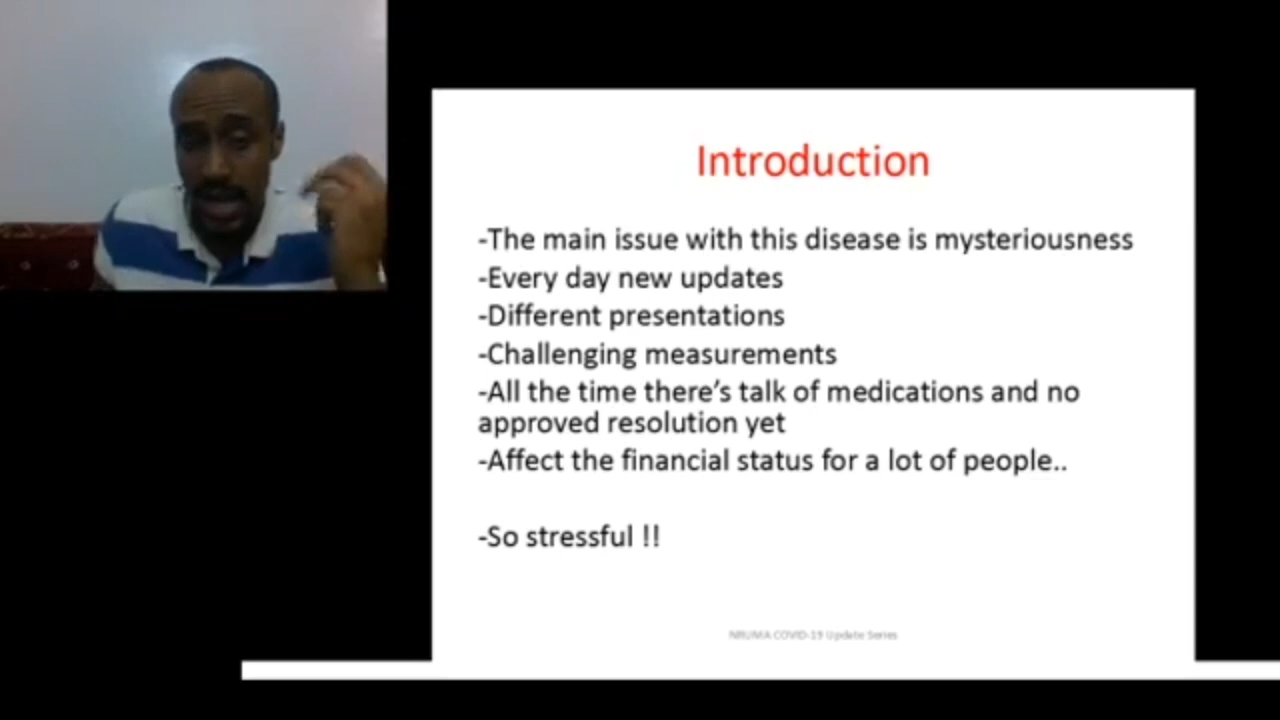 Introduction
-The main issue with this disease is mysteriousness
-Every day new updates
-Different presentations
-Challenging measurements
-All the time there's talk of medications and no
approved resolution yet
-Affect the financial status for a lot of people..
-So stressful !!
COVID-19 Update Series